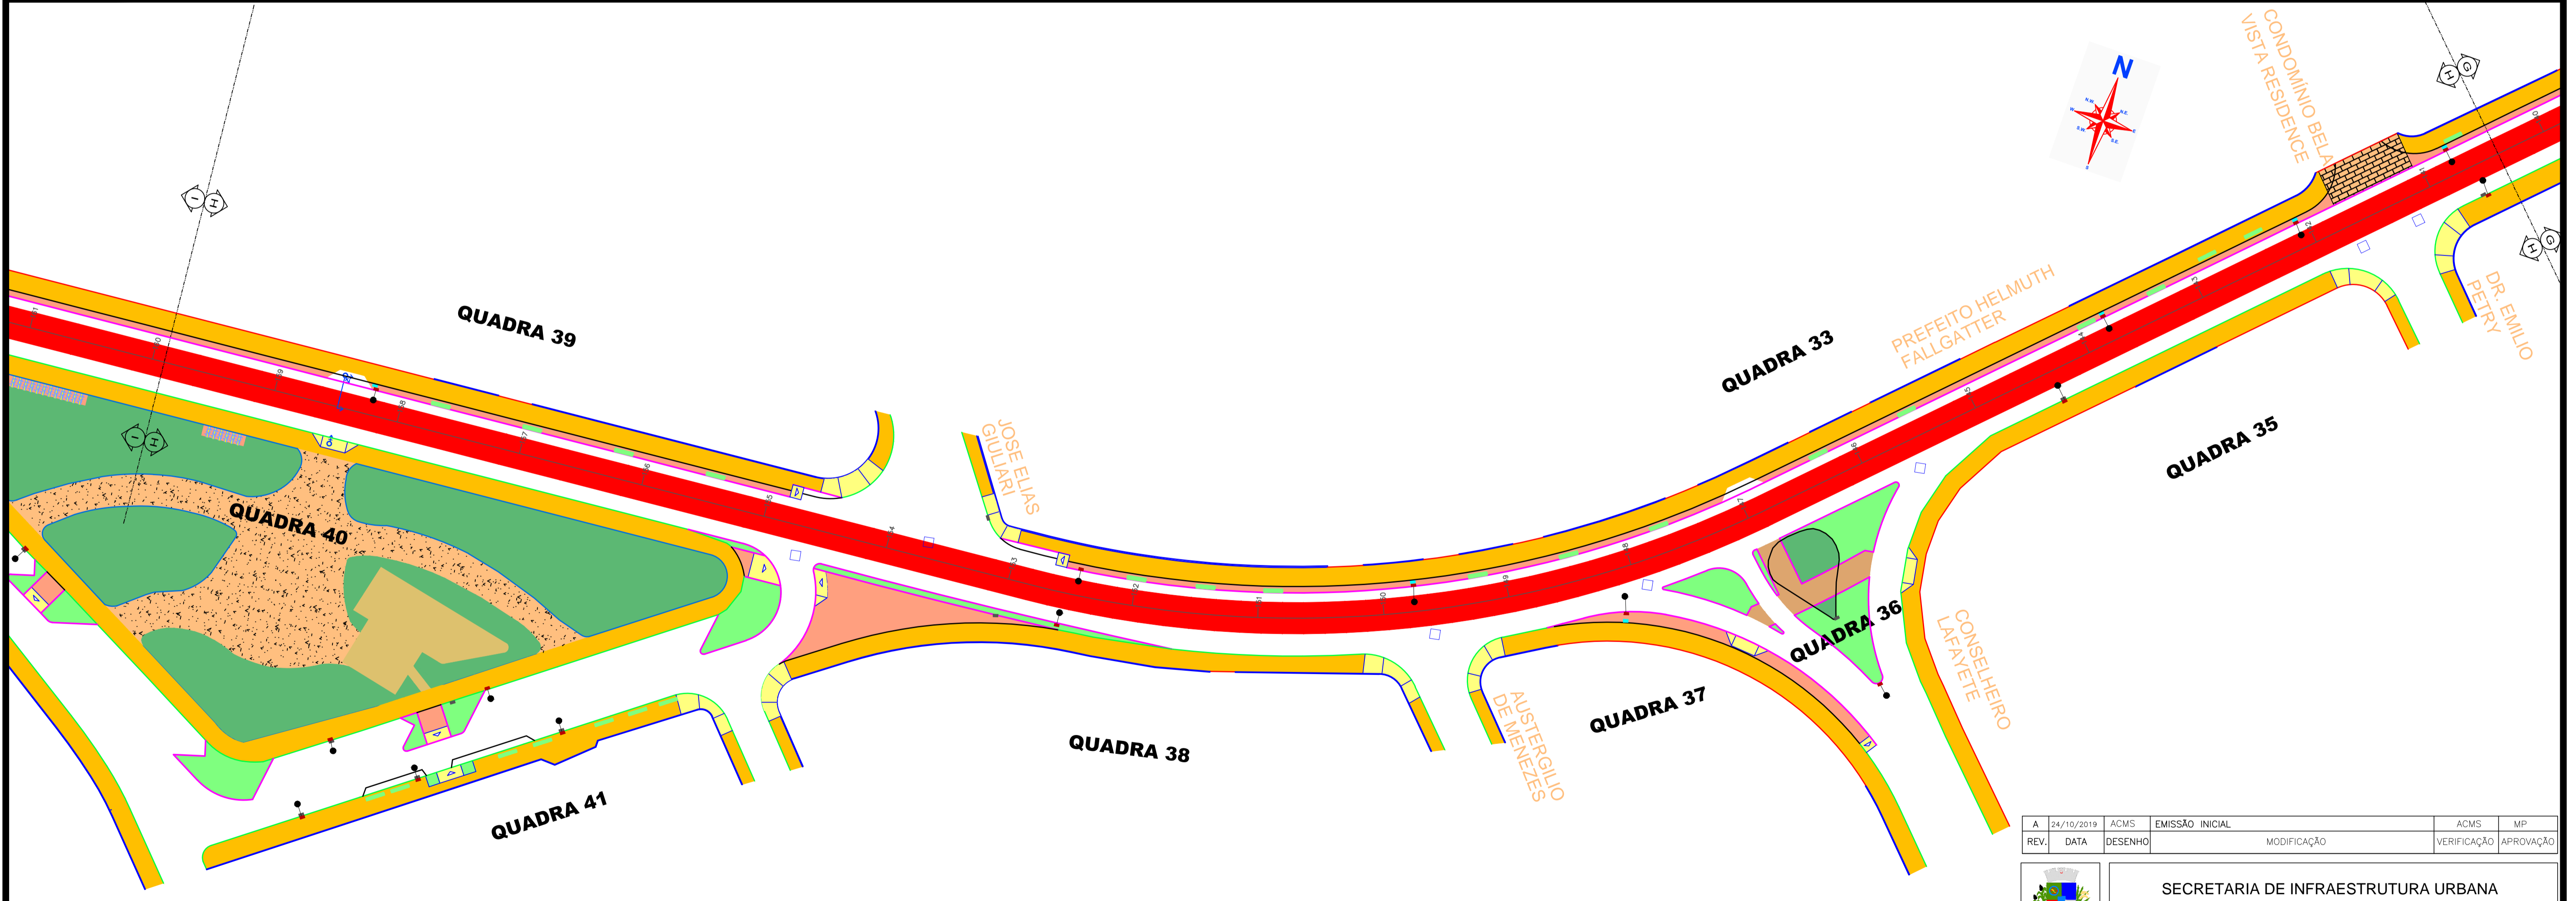 CONDOMÍNIO BELA
VISTA RESIDENCE
N
N.W.
N.E.
W
E
S.W.
S.E.
S
H
G
H
G
I
H
I
H
QUADRA 39
QUADRA 33
PREFEITO HELMUTH
FALLGATTER
DR. EMILIO
PETRY
QUADRA 35
JOSE ELIAS
GIULIARI
QUADRA 40
QUADRA 36
CONSELHEIRO
LAFAYETE
AUSTERGILIO
DE MENEZES
QUADRA 37
QUADRA 38
QUADRA 41
A 24/10/2019 ACMS EMISSÃO INICIAL ACMS MP
REV. DATA DESENHO MODIFICAÇÃO VERIFICAÇÃO APROVAÇÃO
SECRETARIA DE INFRAESTRUTURA URBANA